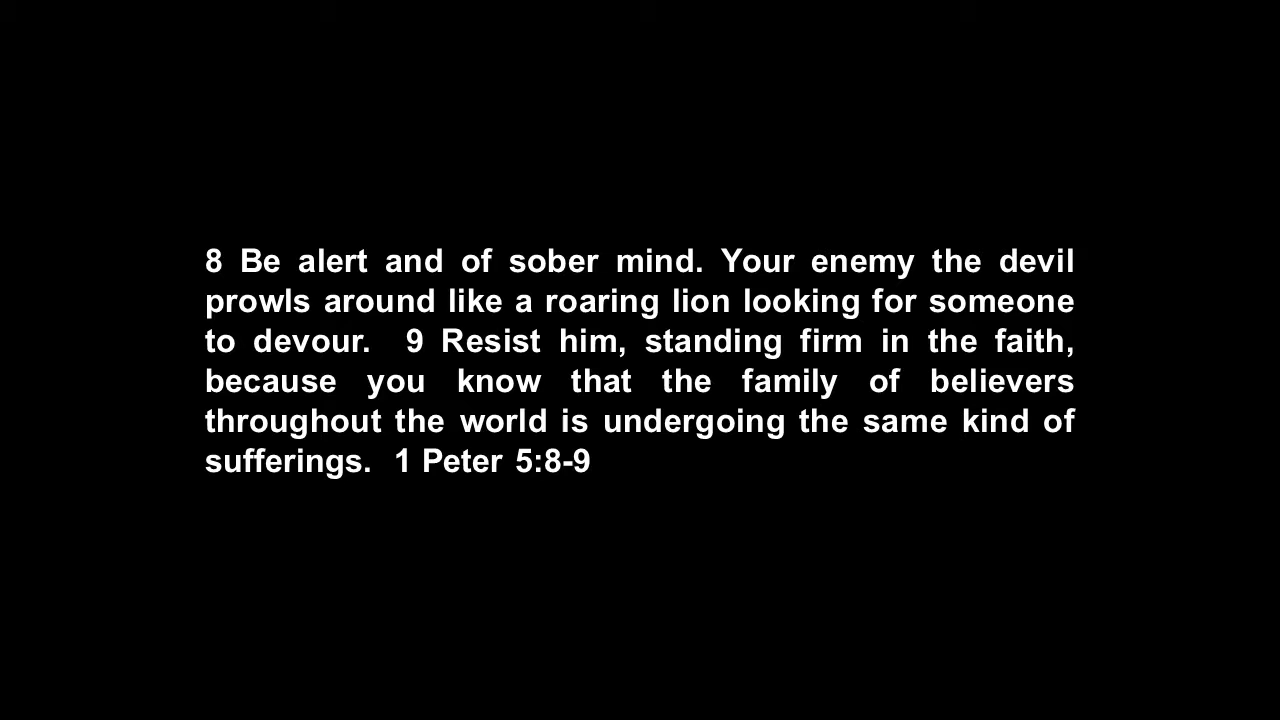 8 Be alert and of sober mind. Your enemy the devil
prowls around like a roaring lion looking for someone
to devour. 9 Resist him, standing firm in the faith,
because you know that the family of believers
throughout the world is undergoing the same kind of
sufferings. 1 Peter 5:8-9